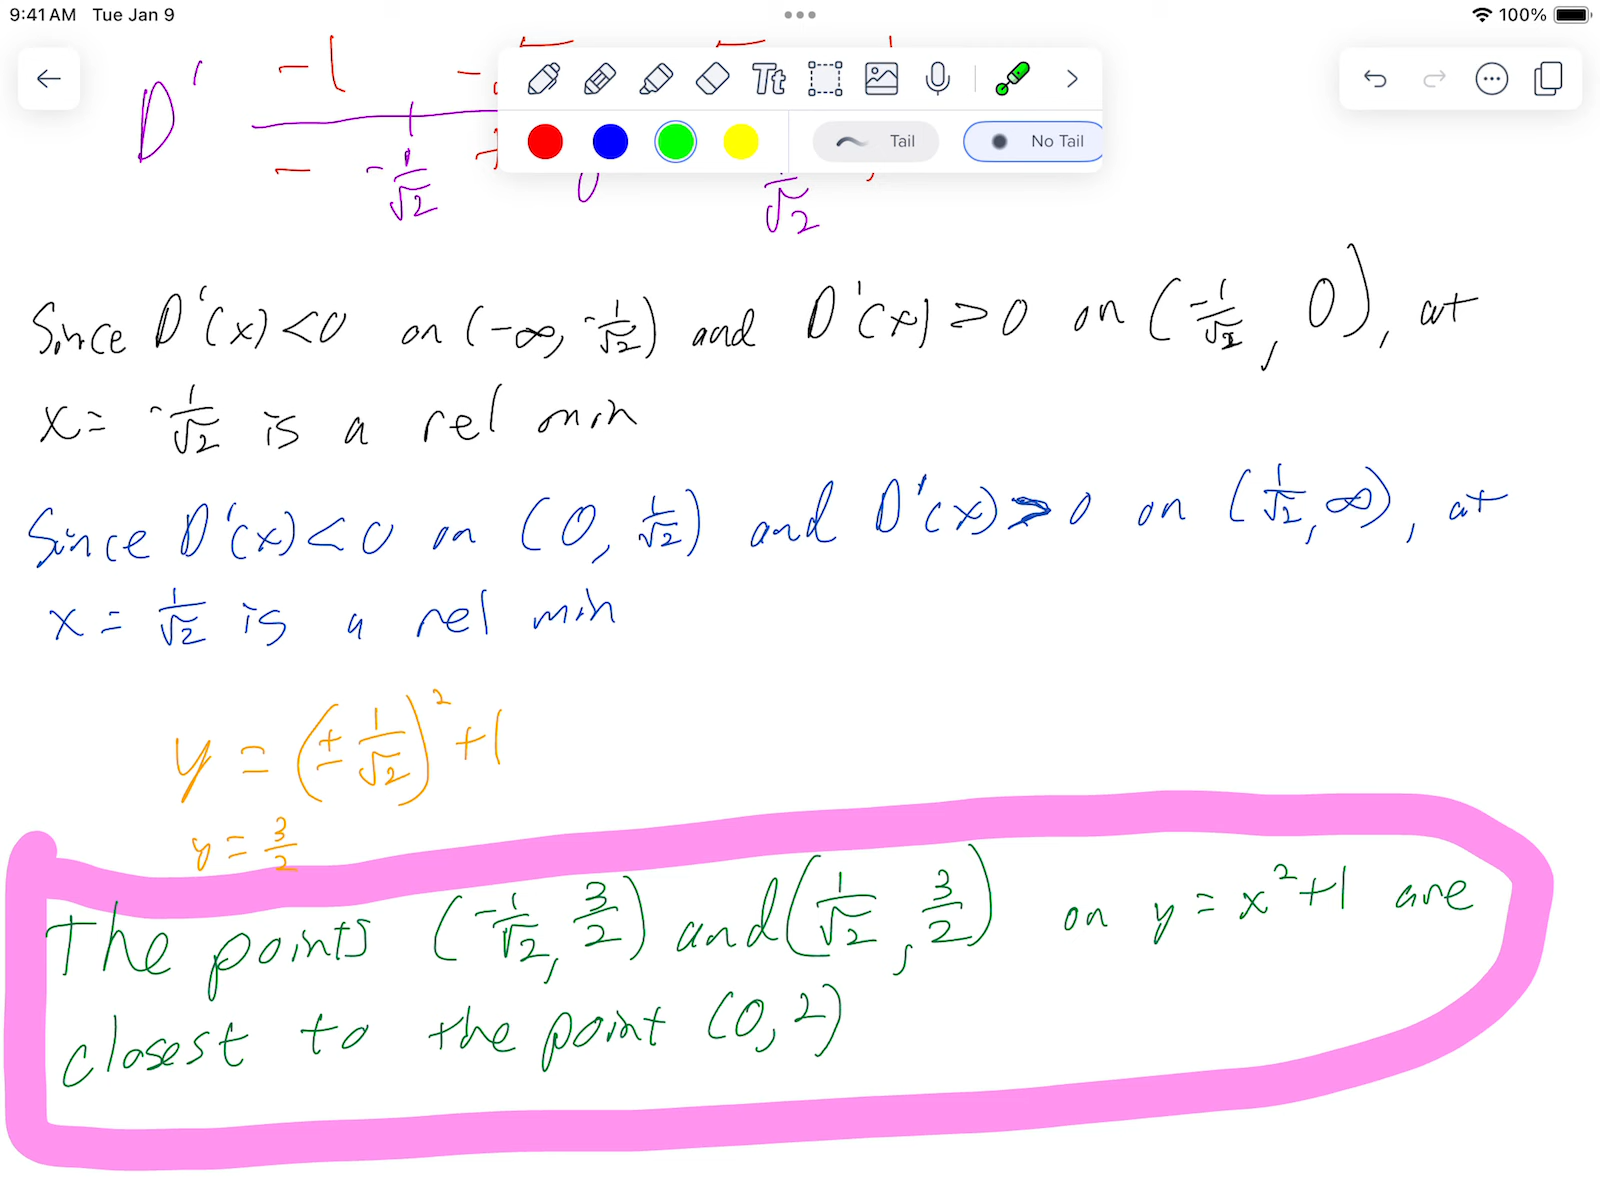 9:41 AM Tue Jan 9
100%
D' -1
Tt
Tail No Tail
- -1/√2 0 1/√2
Since D'(x)<0 on (-∞, -1/√2) and D'(x)>0 on (-1/√2, 0), at
x= -1/√2 is a rel min
Since D'(x)<0 on (0, 1/√2) and D'(x)>0 on (1/√2, ∞), at
x = 1/√2 is a rel min
y = (± 1/√2)² +1
y = 3/2
The points (-1/√2, 3/2) and (1/√2, 3/2) on y = x²+1 are
closest to the point (0,2)